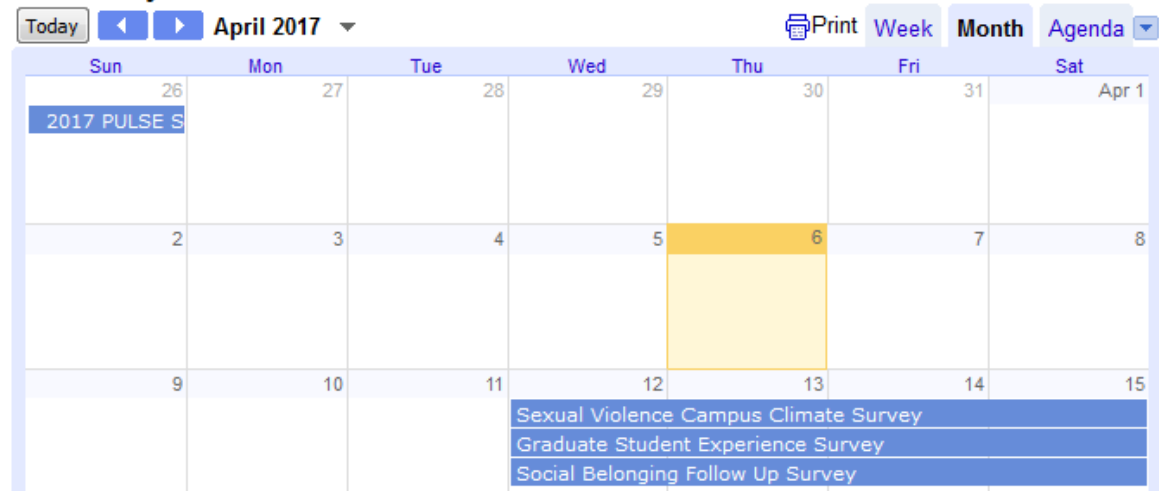 Today April 2017 Print Week Month Agenda
Sun Mon Tue Wed Thu Fri Sat
26 27 28 29 30 31 Apr 1
2017 PULSE S
2 3 4 5 6 7 8
9 10 11 12 13 14 15
Sexual Violence Campus Climate Survey
Graduate Student Experience Survey
Social Belonging Follow Up Survey